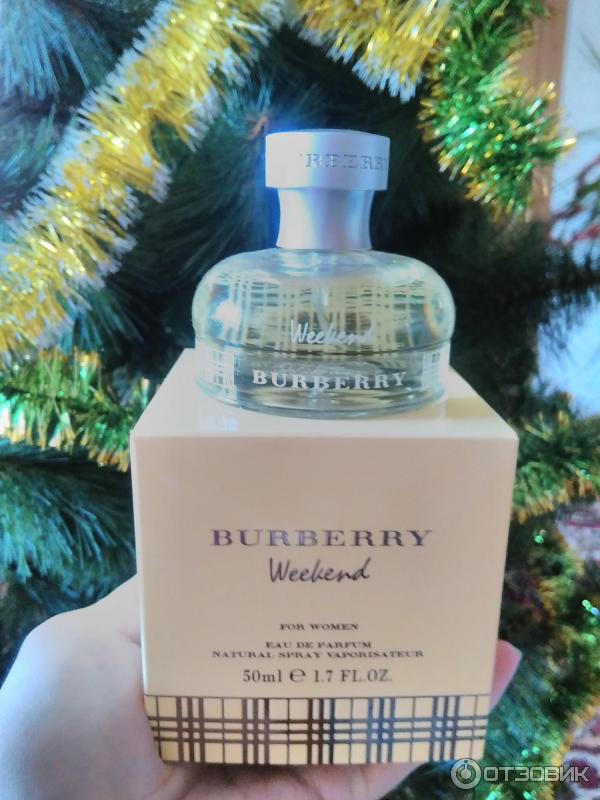 URBERRY
Weekend
BURBERRY
BURBERRY
Weekend
FOR WOMEN
EAU DE PARFUM
NATURAL SPRAY VAPORISATEUR
50ml ℮ 1.7 FL.OZ.
ОТЗОВИК